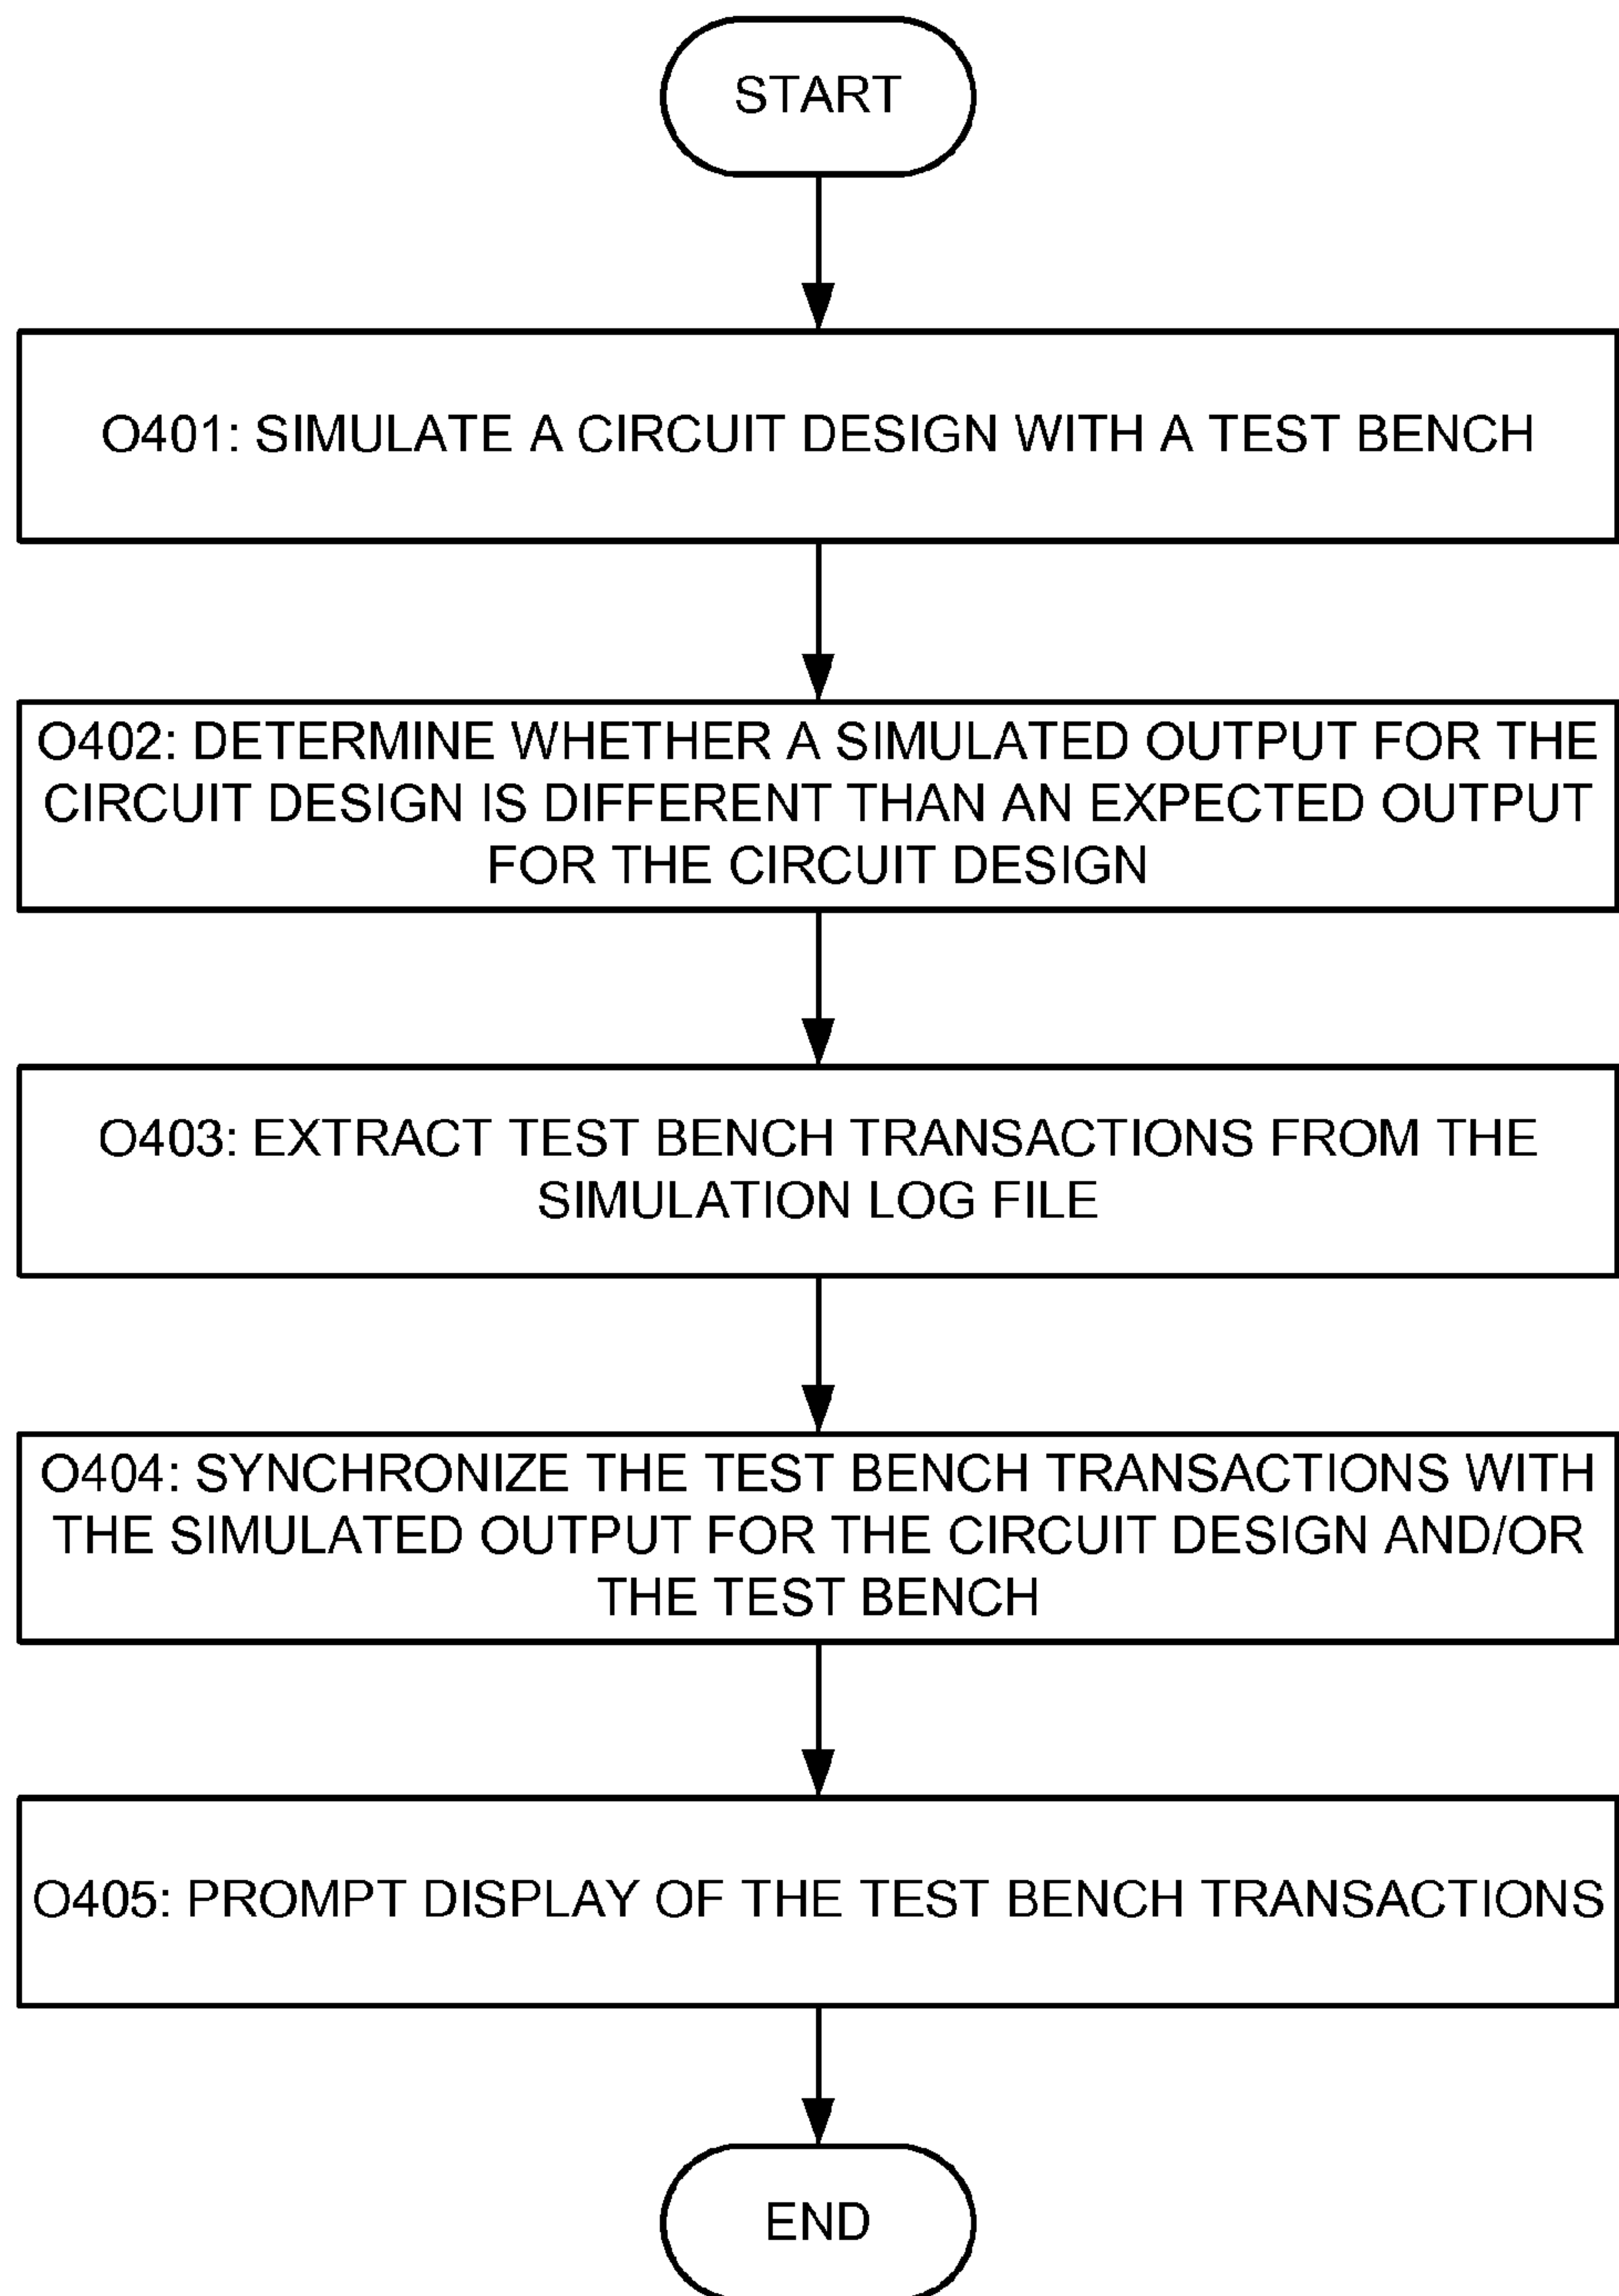 START
O401: SIMULATE A CIRCUIT DESIGN WITH A TEST BENCH
O402: DETERMINE WHETHER A SIMULATED OUTPUT FOR THE
CIRCUIT DESIGN IS DIFFERENT THAN AN EXPECTED OUTPUT
FOR THE CIRCUIT DESIGN
O403: EXTRACT TEST BENCH TRANSACTIONS FROM THE
SIMULATION LOG FILE
O404: SYNCHRONIZE THE TEST BENCH TRANSACTIONS WITH
THE SIMULATED OUTPUT FOR THE CIRCUIT DESIGN AND/OR
THE TEST BENCH
O405: PROMPT DISPLAY OF THE TEST BENCH TRANSACTIONS
END